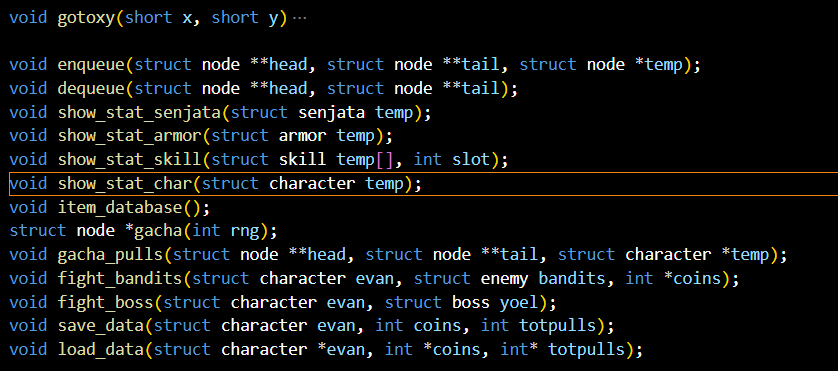 void gotoxy(short x, short y) ...
void enqueue(struct node **head, struct node **tail, struct node *temp);
void dequeue(struct node **head, struct node **tail);
void show_stat_senjata(struct senjata temp);
void show_stat_armor(struct armor temp);
void show_stat_skill(struct skill temp[], int slot);
void show_stat_char(struct character temp);
void item_database();
struct node *gacha(int rng);
void gacha_pulls(struct node **head, struct node **tail, struct character *temp);
void fight_bandits(struct character evan, struct enemy bandits, int *coins);
void fight_boss(struct character evan, struct boss yoel);
void save_data(struct character evan, int coins, int totpulls);
void load_data(struct character *evan, int *coins, int* totpulls);